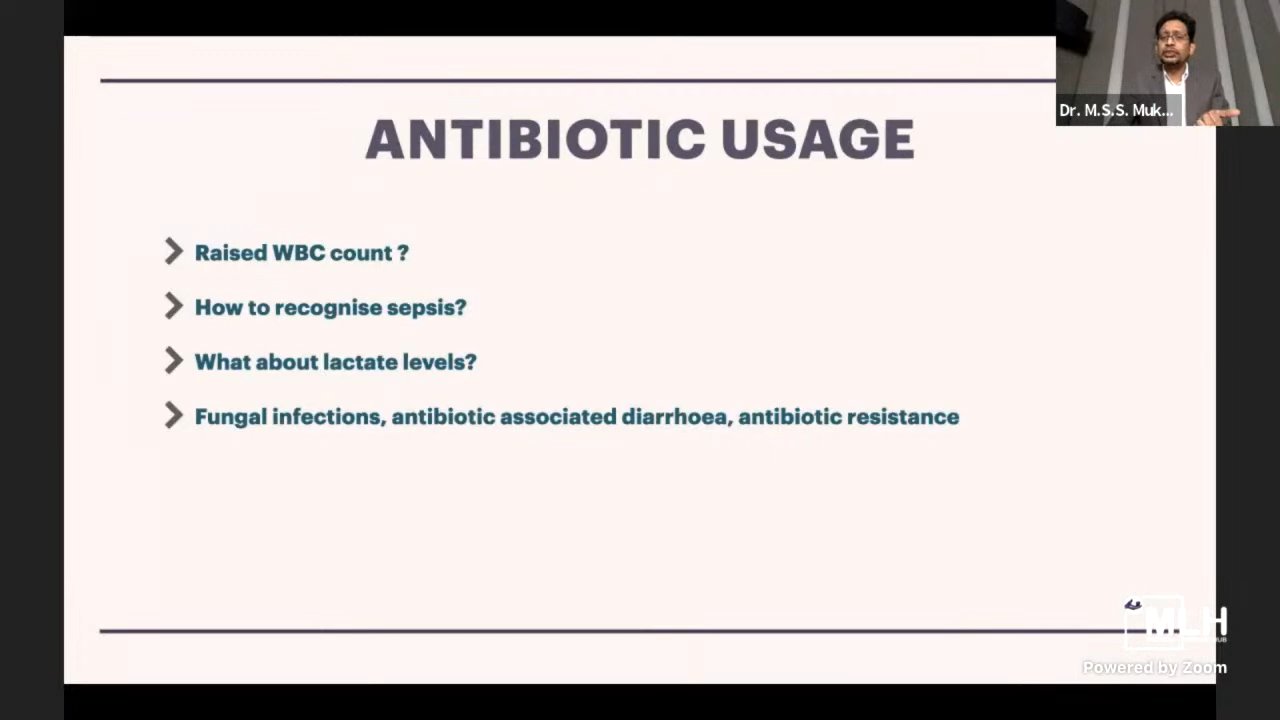 Dr. M.S.S. Muk...
ANTIBIOTIC USAGE
Raised WBC count ?
How to recognise sepsis?
What about lactate levels?
Fungal infections, antibiotic associated diarrhoea, antibiotic resistance
MLH
Powered by Zoom